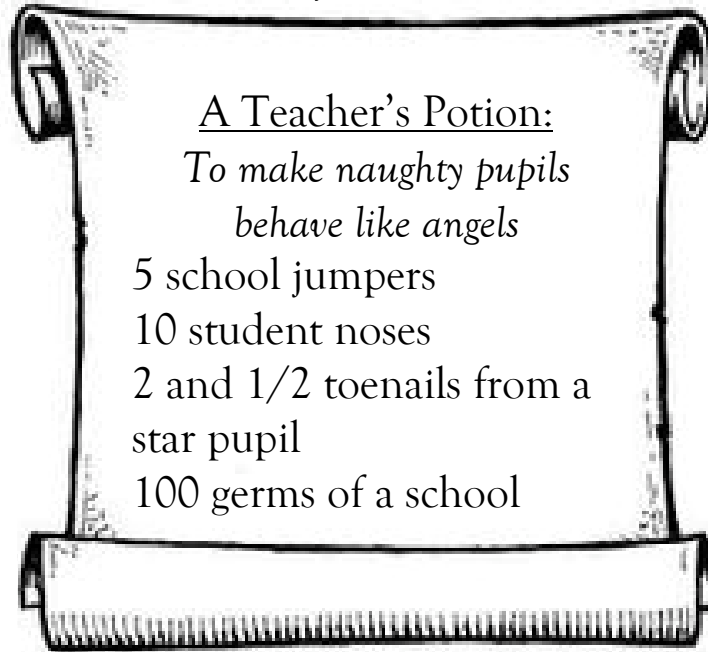 A Teacher's Potion:
To make naughty pupils
behave like angels
5 school jumpers
10 student noses
2 and 1/2 toenails from a
star pupil
100 germs of a school